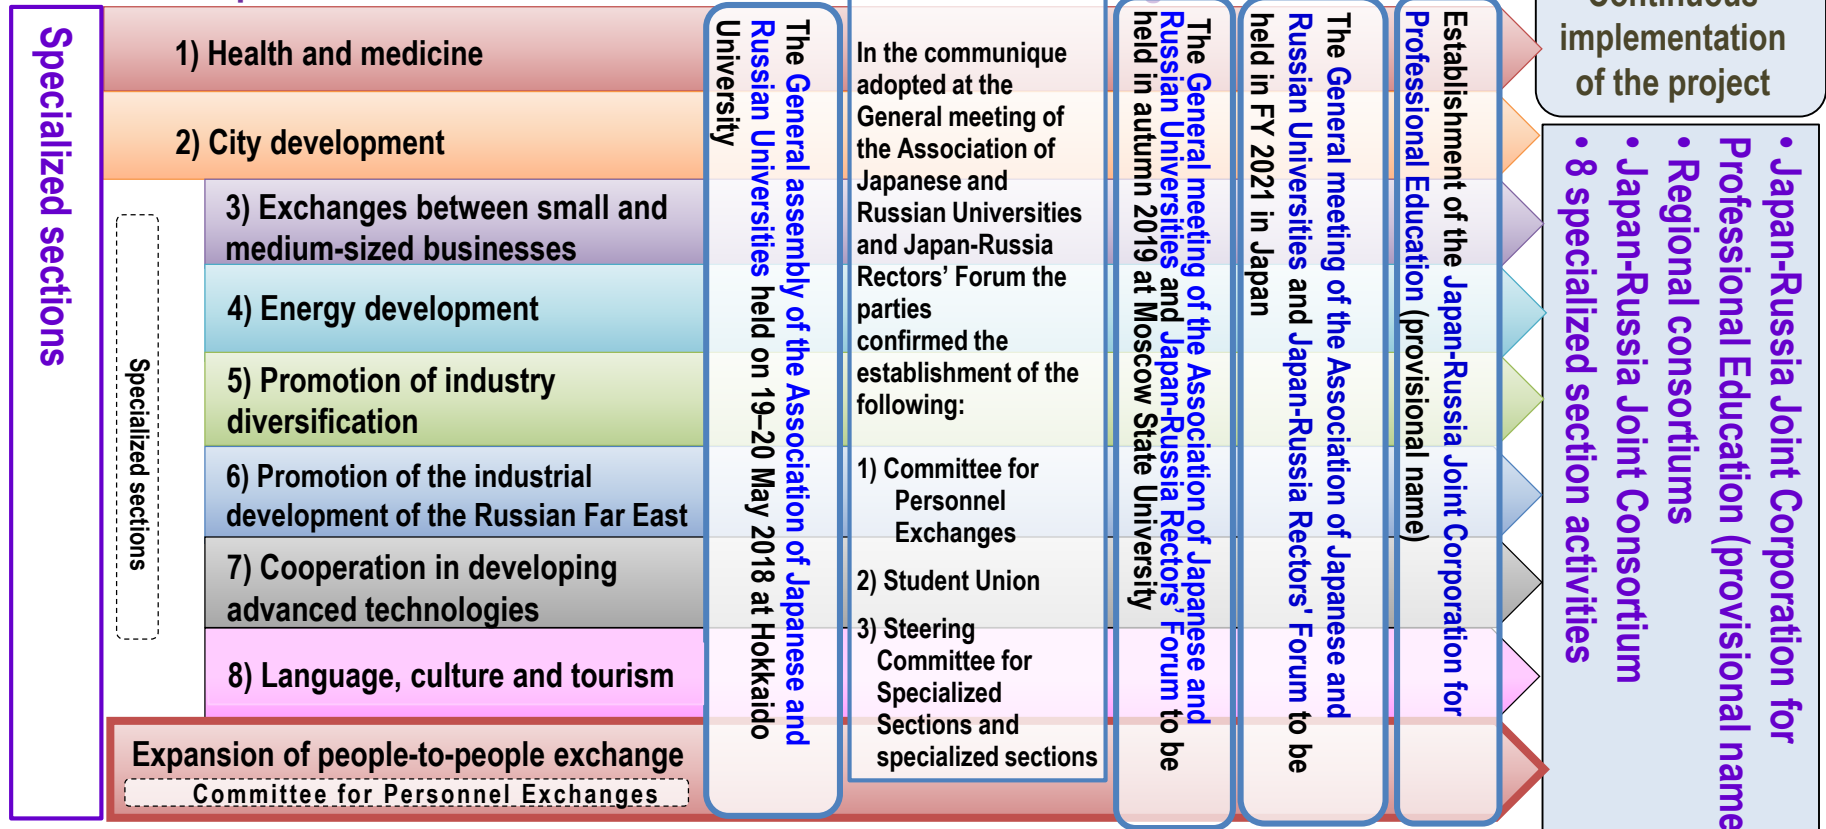 Specialized sections
1) Health and medicine
2) City development
Specialized sections
3) Exchanges between small and
medium-sized businesses
4) Energy development
5) Promotion of industry
diversification
6) Promotion of the industrial
development of the Russian Far East
7) Cooperation in developing
advanced technologies
8) Language, culture and tourism
Expansion of people-to-people exchange
Committee for Personnel Exchanges
The General assembly of the Association of Japanese and
Russian Universities held on 19–20 May 2018 at Hokkaido
University
In the communique
adopted at the
General meeting of
the Association of
Japanese and
Russian Universities
and Japan-Russia
Rectors’ Forum the
parties
confirmed the
establishment of the
following:
1) Committee for
Personnel
Exchanges
2) Student Union
3) Steering
Committee for
Specialized
Sections and
specialized sections
The General meeting of the Association of Japanese and
Russian Universities and Japan-Russia Rectors’ Forum to be
held in autumn 2019 at Moscow State University
The General meeting of the Association of Japanese and
Russian Universities and Japan-Russia Rectors' Forum to be
held in FY 2021 in Japan
Establishment of the Japan-Russia Joint Corporation for
Professional Education (provisional name)
Continuous
implementation
of the project
• Japan-Russia Joint Corporation for
Professional Education (provisional name
• Regional consortiums
• Japan-Russia Joint Consortium
• 8 specialized section activities